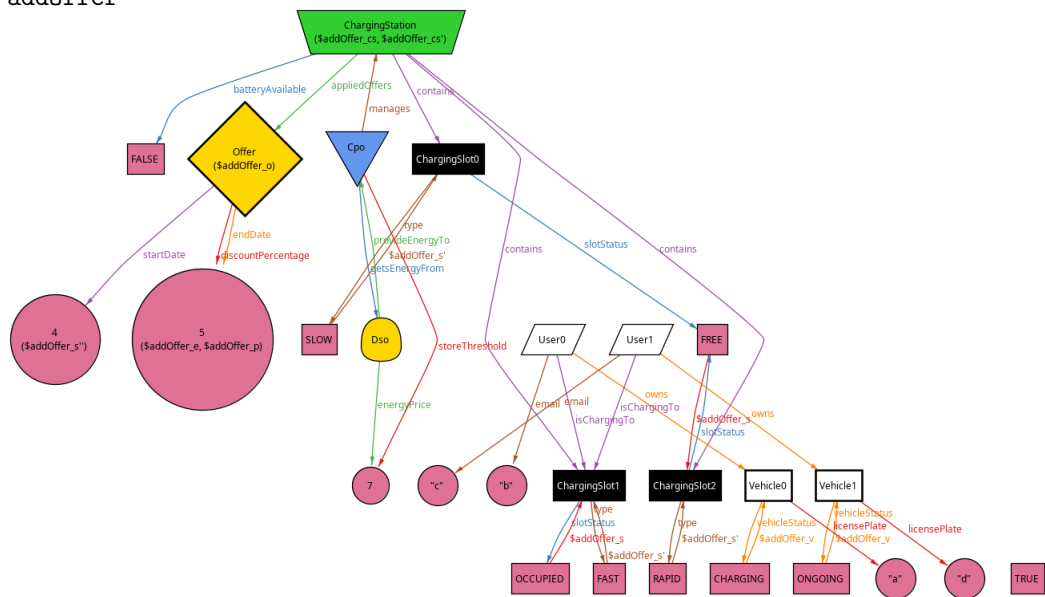 addOffer
ChargingStation
($addOffer_cs, $addOffer_cs')
batteryAvailable
appliedOffers
contains
manages
FALSE
Offer
($addOffer_o)
Cpo
ChargingSlot0
type
endDate
provideEnergyTo
slotStatus
startDate
discountPercentage
$addOffer_s'
contains
contains
getsEnergyFrom
4
($addOffer_s'')
5
($addOffer_e, $addOffer_p)
SLOW
Dso
storeThreshold
User0
User1
FREE
owns
energyPrice
email
email
isChargingTo
isChargingTo
$addOffer_s
slotStatus
owns
7
"c"
"b"
ChargingSlot1
ChargingSlot2
Vehicle0
Vehicle1
type
slotStatus
$addOffer_s
$addOffer_s'
type
$addOffer_s'
vehicleStatus
$addOffer_v
licensePlate
vehicleStatus
$addOffer_v
licensePlate
OCCUPIED
FAST
RAPID
CHARGING
ONGOING
"a"
"d"
TRUE